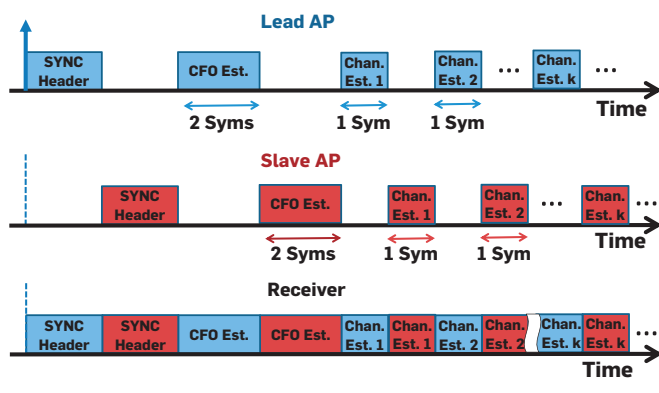 Lead AP
SYNC
Header
CFO Est.
Chan.
Est. 1
Chan.
Est. 2
...
Chan.
Est. k
...
Time
2 Syms
1 Sym
1 Sym
Slave AP
SYNC
Header
CFO Est.
Chan.
Est. 1
Chan.
Est. 2
...
Chan.
Est. k
...
Time
2 Syms
1 Sym
1 Sym
Receiver
SYNC
Header
SYNC
Header
CFO Est.
CFO Est.
Chan.
Est. 1
Chan.
Est. 1
Chan.
Est. 2
Chan.
Est. 2
Chan.
Est. k
Chan.
Est. k
...
Time